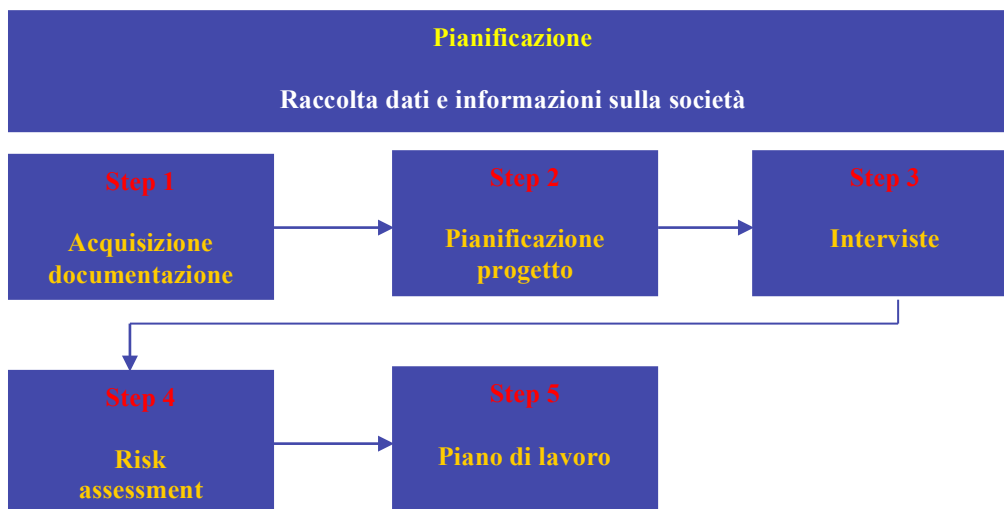 Pianificazione
Raccolta dati e informazioni sulla società
Step 1
Acquisizione
documentazione
Step 2
Pianificazione
progetto
Step 3
Interviste
Step 4
Risk
assessment
Step 5
Piano di lavoro